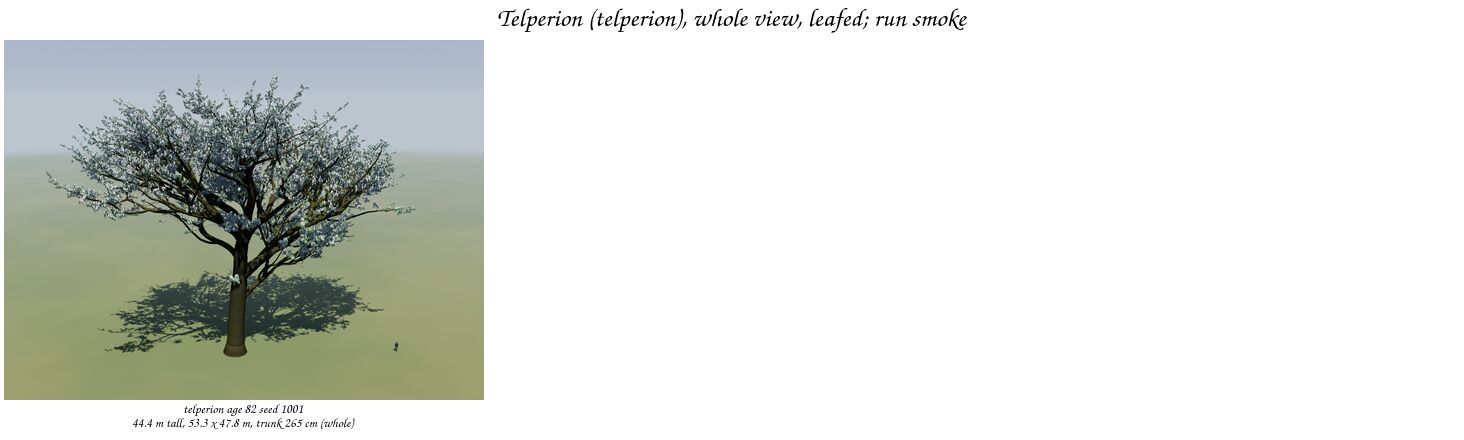 Telperion (telperion), whole view, leafed; run smoke
telperion age 82 seed 1001
44.4 m tall, 53.3 x 47.8 m, trunk 265 cm (whole)